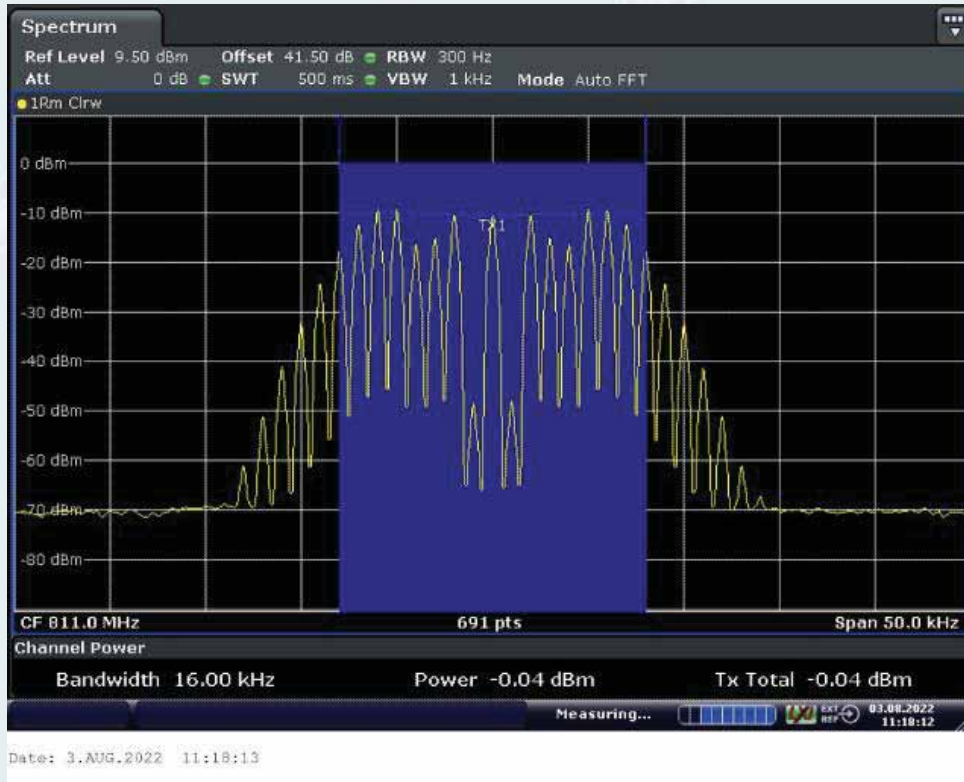 Spectrum
Ref Level 9.50 dBm Offset 41.50 dB RBW 300 Hz
Att 0 dB SWT 500 ms VBW 1 kHz Mode Auto FFT
1Rm Clrw
0 dBm
-10 dBm
TX1
-20 dBm
-30 dBm
-40 dBm
-50 dBm
-60 dBm
-70 dBm
-80 dBm
CF 811.0 MHz 691 pts Span 50.0 kHz
Channel Power
Bandwidth 16.00 kHz Power -0.04 dBm Tx Total -0.04 dBm
Measuring... EXT REF 03.08.2022
11:18:12
Date: 3.AUG.2022 11:18:13